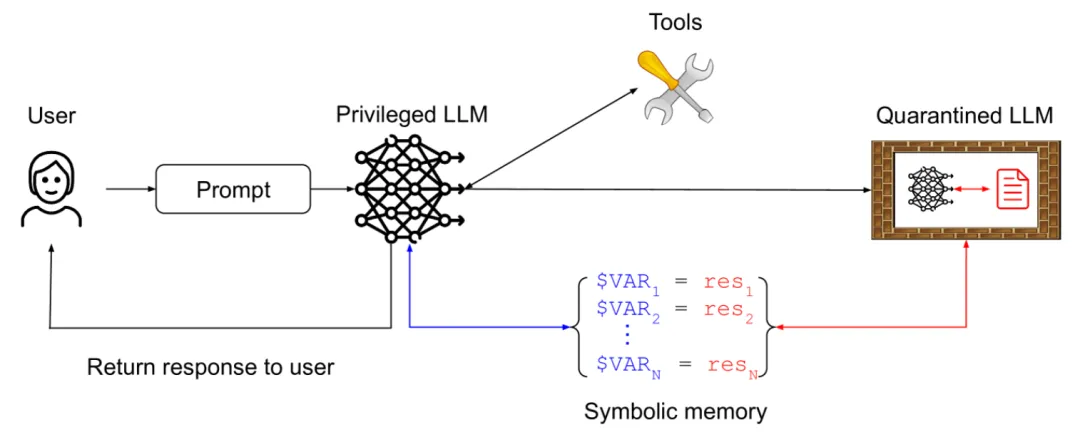 Tools
User
Privileged LLM
Quarantined LLM
Prompt
$VAR1 = res1
$VAR2 = res2
⋮
$VARN = resN
Return response to user
Symbolic memory